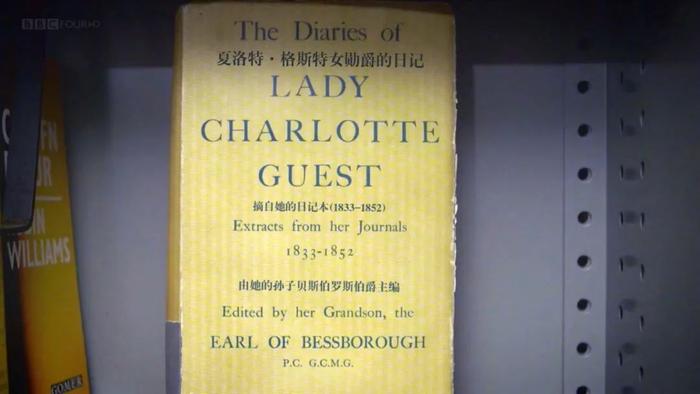 BBC FOUR HD
The Diaries of
夏洛特·格斯特女勋爵的日记
LADY
CHARLOTTE
GUEST
摘自她的日记本(1833-1852)
Extracts from her Journals
1833-1852
由她的孙子贝斯伯罗斯伯爵主编
Edited by her Grandson, the
EARL OF BESSBOROUGH
P.C. G.C.M.G.
WILLIAMS
GOMER